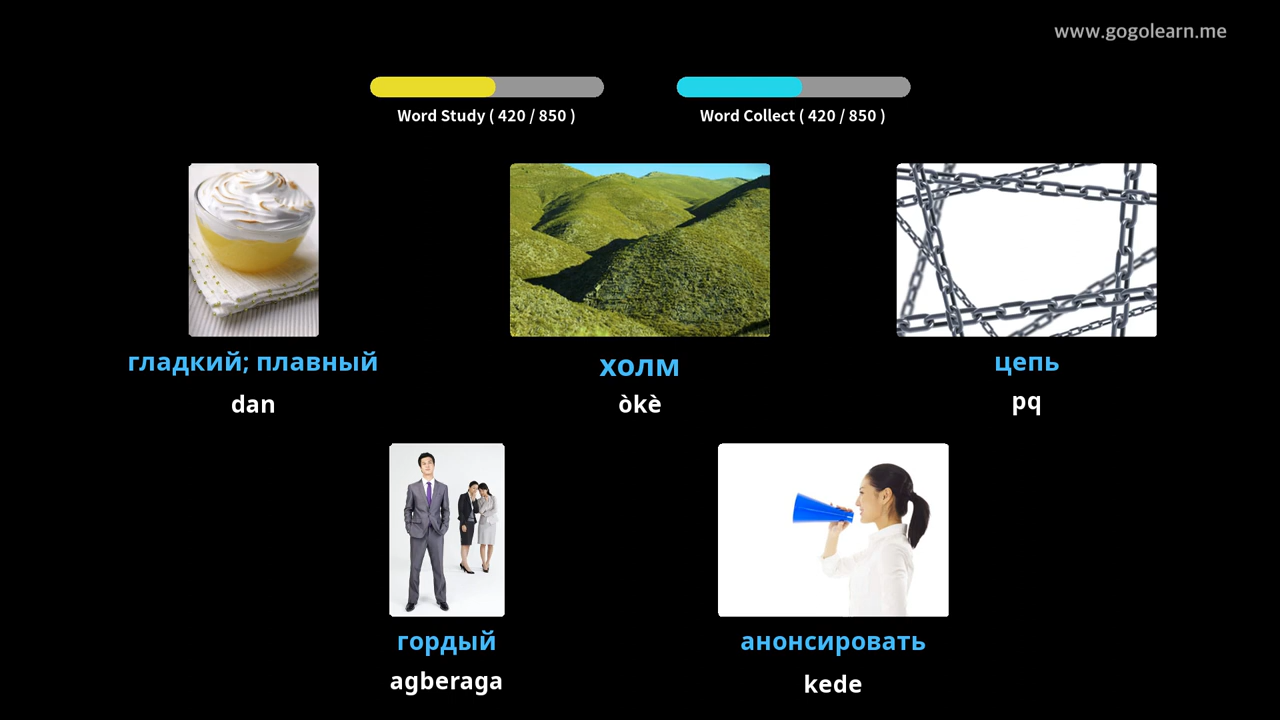 www.gogolearn.me
Word Study ( 420 / 850 )
Word Collect ( 420 / 850 )
гладкий; плавный
dan
холм
òkè
цепь
pq
гордый
agberaga
анонсировать
kede